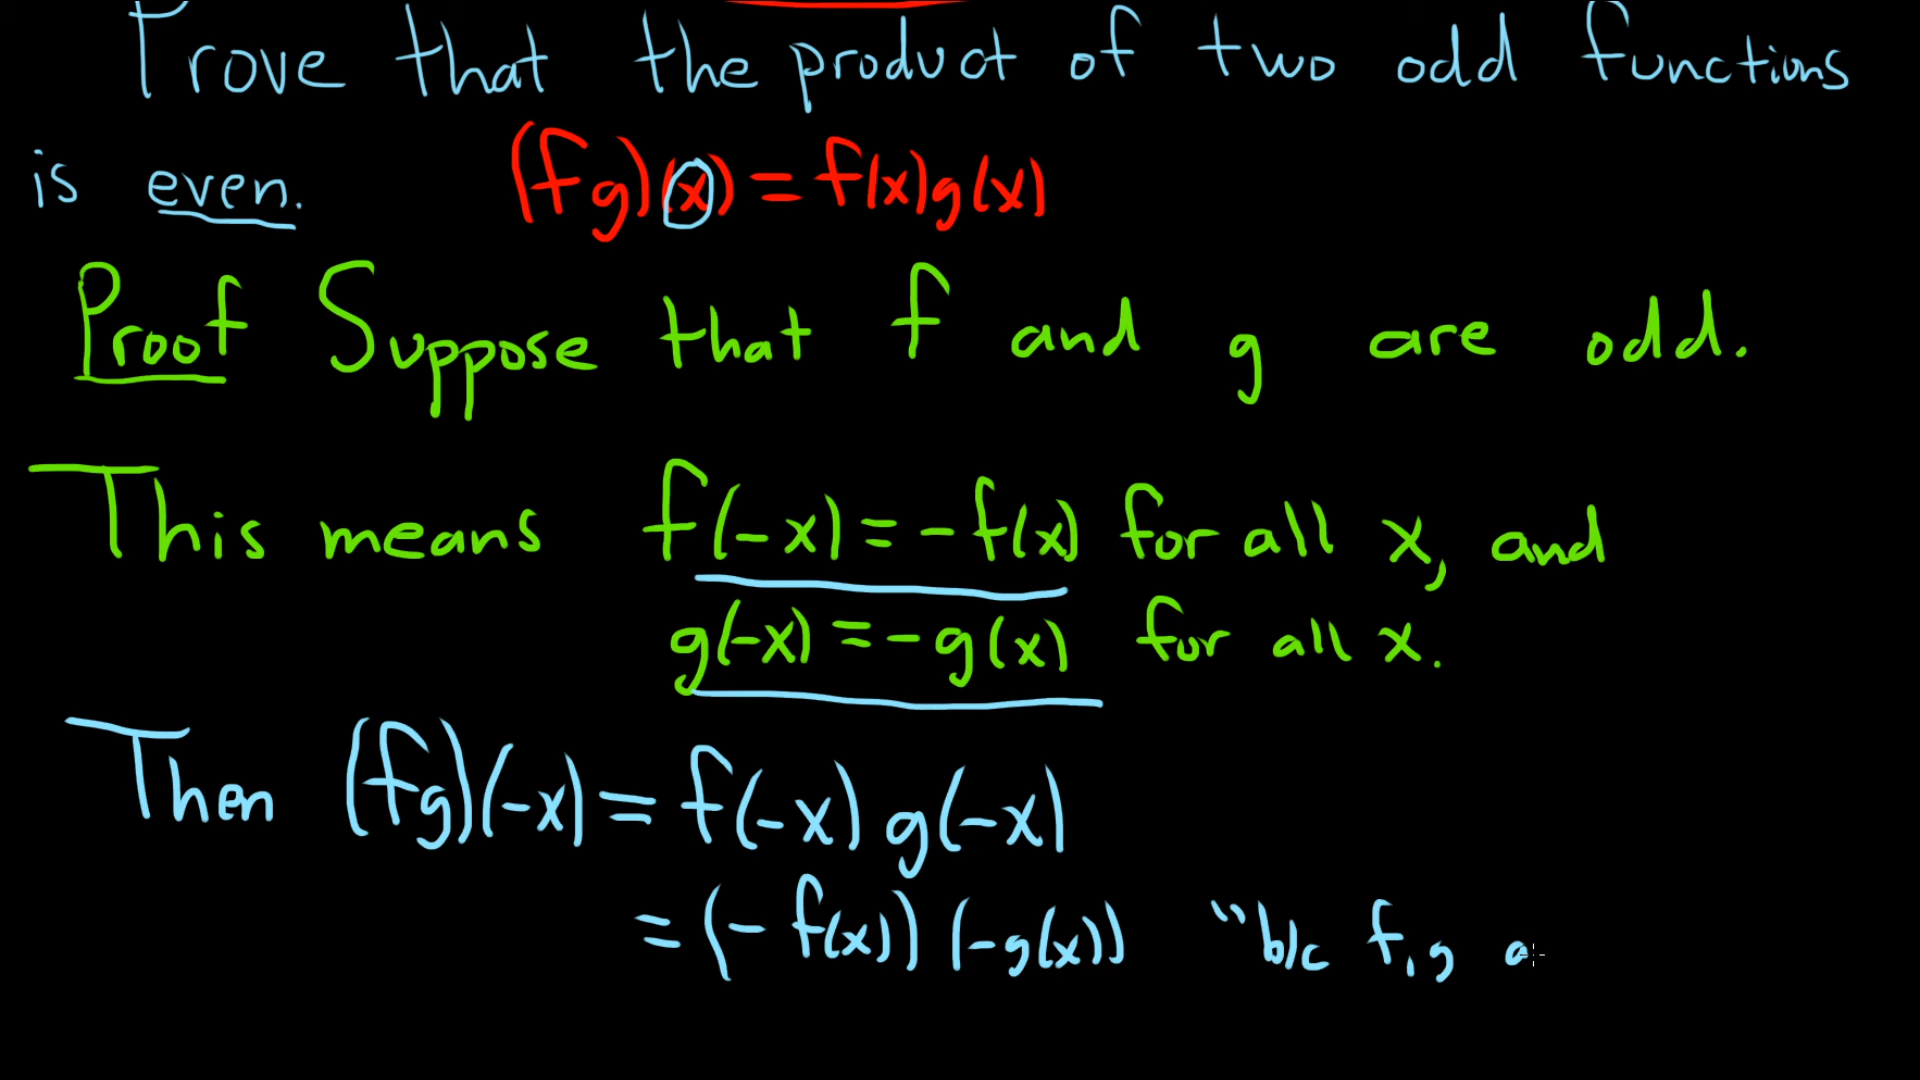 Prove that the product of two odd functions
is even. (fg)(x) = f(x)g(x)
Proof Suppose that f and g are odd.
This means f(-x) = -f(x) for all x, and
g(-x) = -g(x) for all x.
Then (fg)(-x) = f(-x) g(-x)
= (-f(x)) (-g(x)) "b/c f, g a